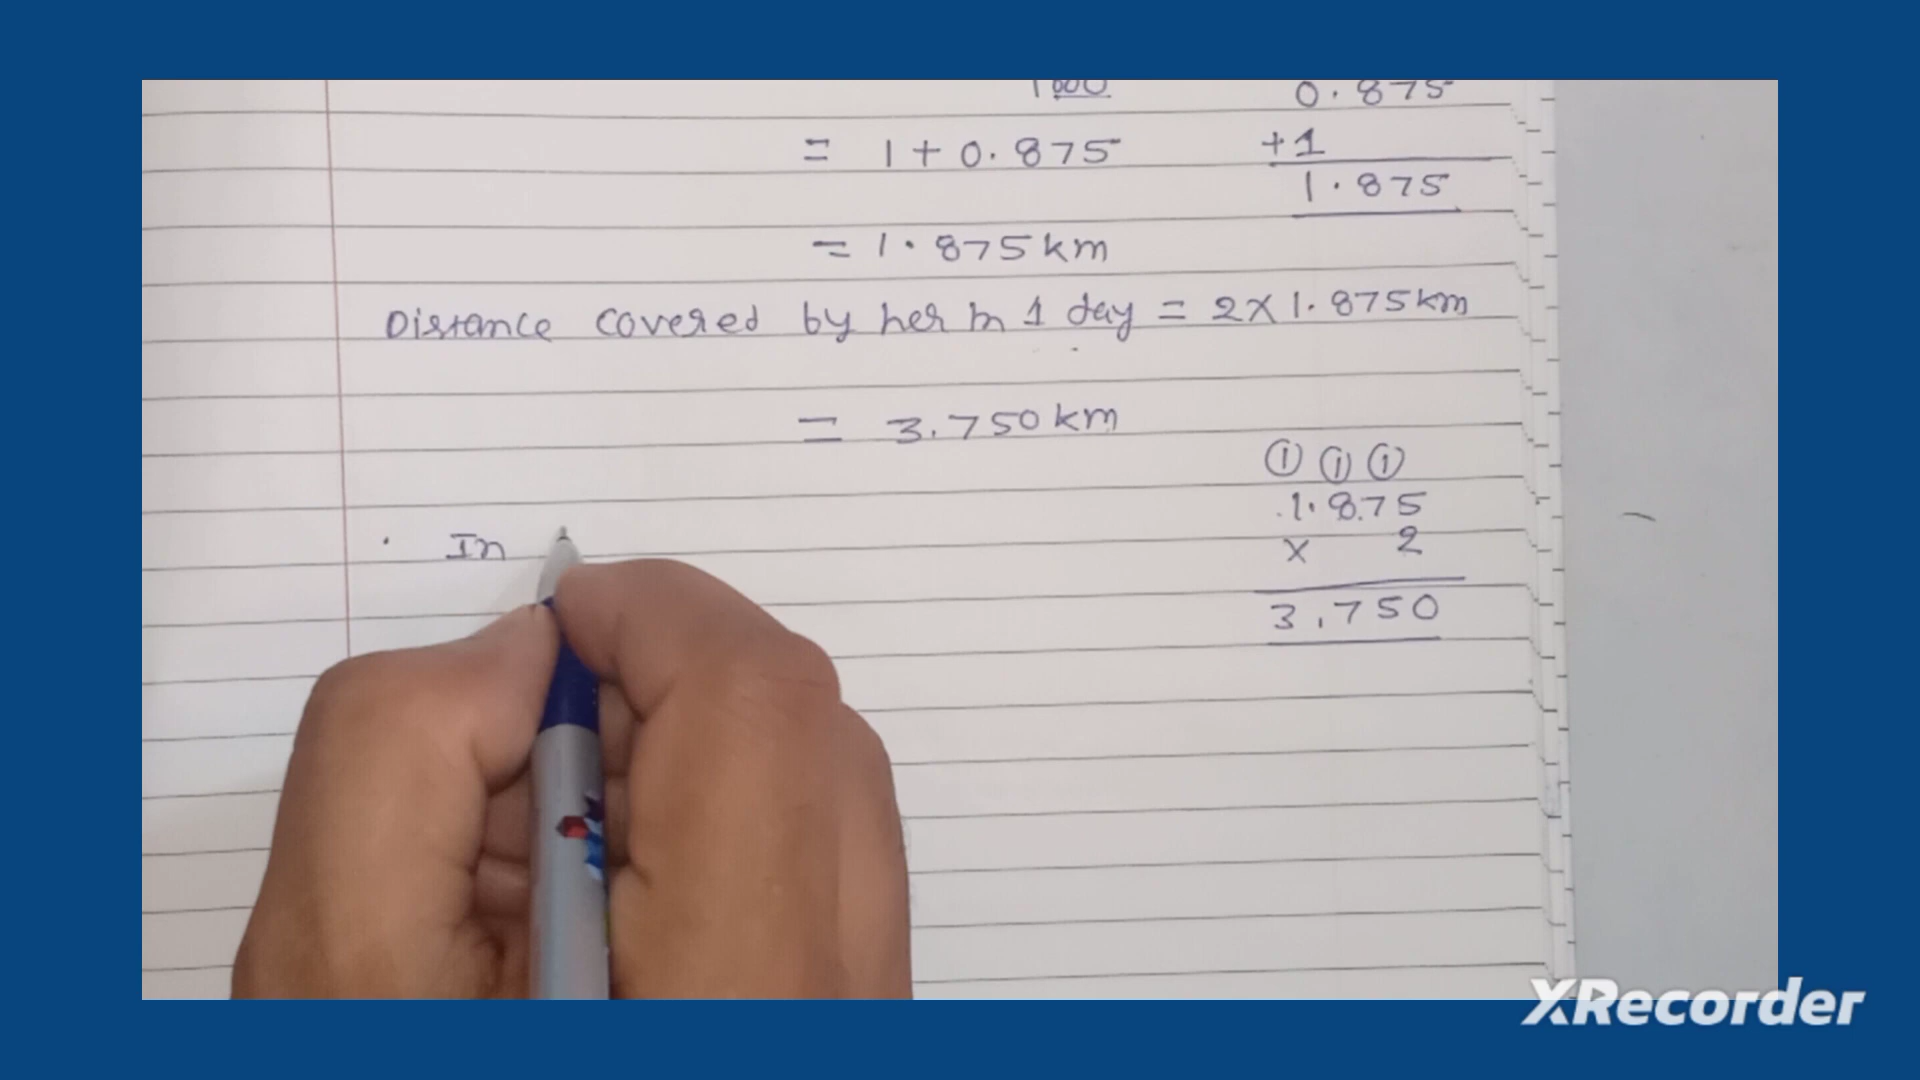 1000
0.875
= 1 + 0.875
+1
1.875
= 1.875 km
Distance covered by her in 1 day = 2 X 1.875 km
= 3.750 km
1 1 1
1.875
x 2
3.750
. In
XRecorder